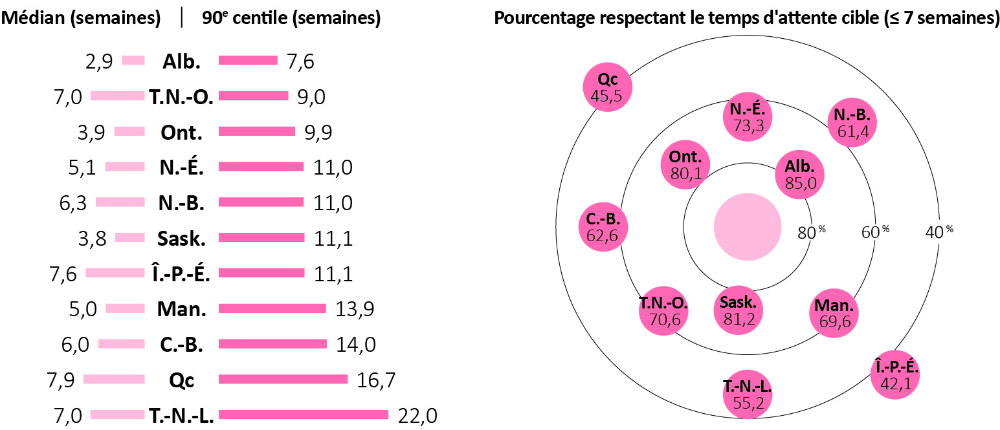 Médian (semaines) | 90e centile (semaines)
2,9 Alb. 7,6
7,0 T.N.-O. 9,0
3,9 Ont. 9,9
5,1 N.-É. 11,0
6,3 N.-B. 11,0
3,8 Sask. 11,1
7,6 Î.-P.-É. 11,1
5,0 Man. 13,9
6,0 C.-B. 14,0
7,9 Qc 16,7
7,0 T.-N.-L. 22,0
Pourcentage respectant le temps d'attente cible (≤ 7 semaines)
Qc
45,5
N.-É.
73,3
N.-B.
61,4
Ont.
80,1
Alb.
85,0
C.-B.
62,6
80 % 60 % 40 %
T.N.-O.
70,6
Sask.
81,2
Man.
69,6
Î.-P.-É.
42,1
T.-N.-L.
55,2